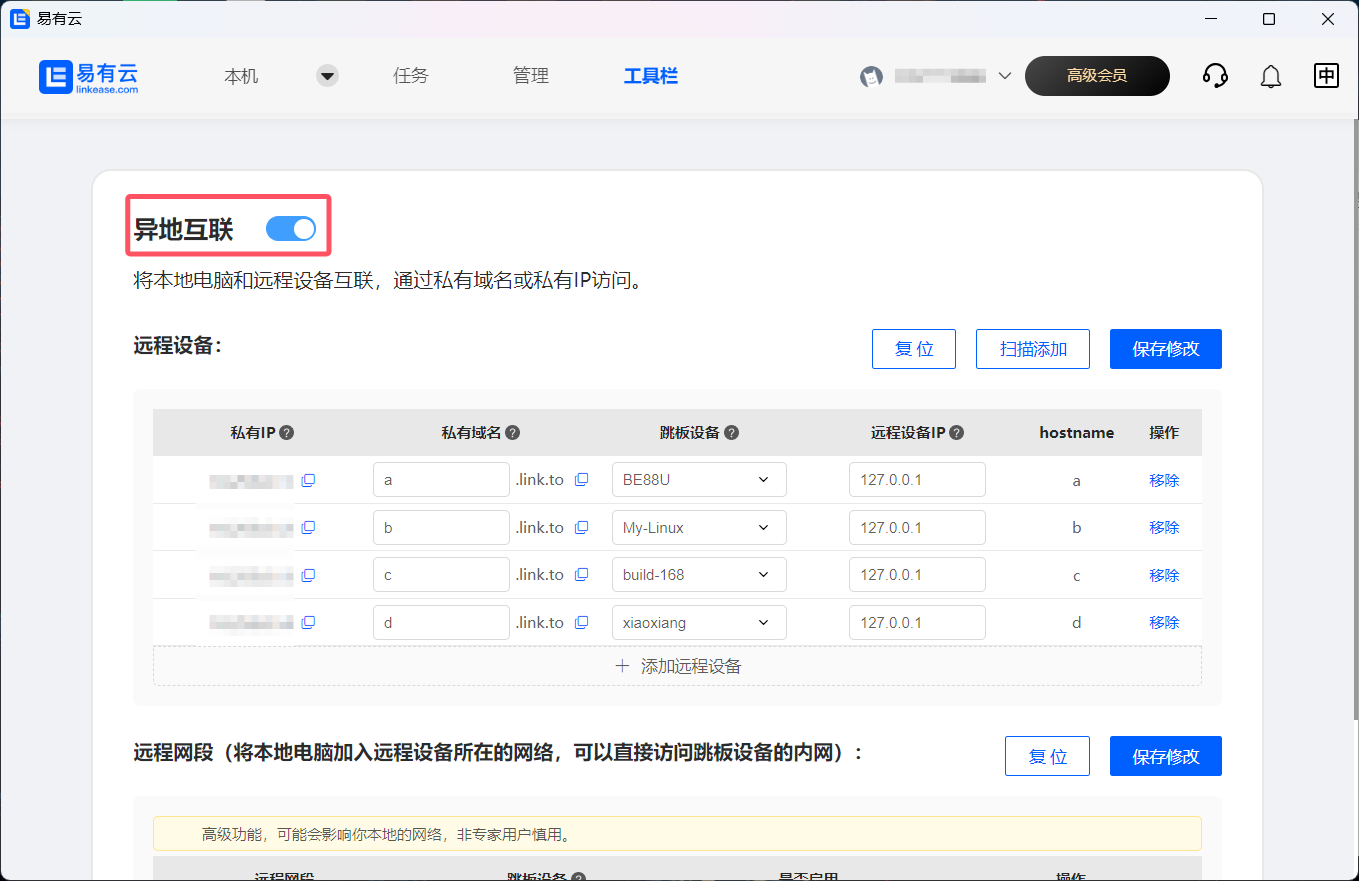 易有云
易有云
linkease.com
本机
任务
管理
工具栏
高级会员
中
异地互联
将本地电脑和远程设备互联，通过私有域名或私有IP访问。
远程设备：
复 位
扫描添加
保存修改
私有IP ? 私有域名 ? 跳板设备 ? 远程设备IP ? hostname 操作
a .link.to BE88U 127.0.0.1 a 移除
b .link.to My-Linux 127.0.0.1 b 移除
c .link.to build-168 127.0.0.1 c 移除
d .link.to xiaoxiang 127.0.0.1 d 移除
+ 添加远程设备
远程网段（将本地电脑加入远程设备所在的网络，可以直接访问跳板设备的内网）：
复 位
保存修改
高级功能，可能会影响你本地的网络，非专家用户慎用。
远程网段 跳板设备 ? 是否启用 操作